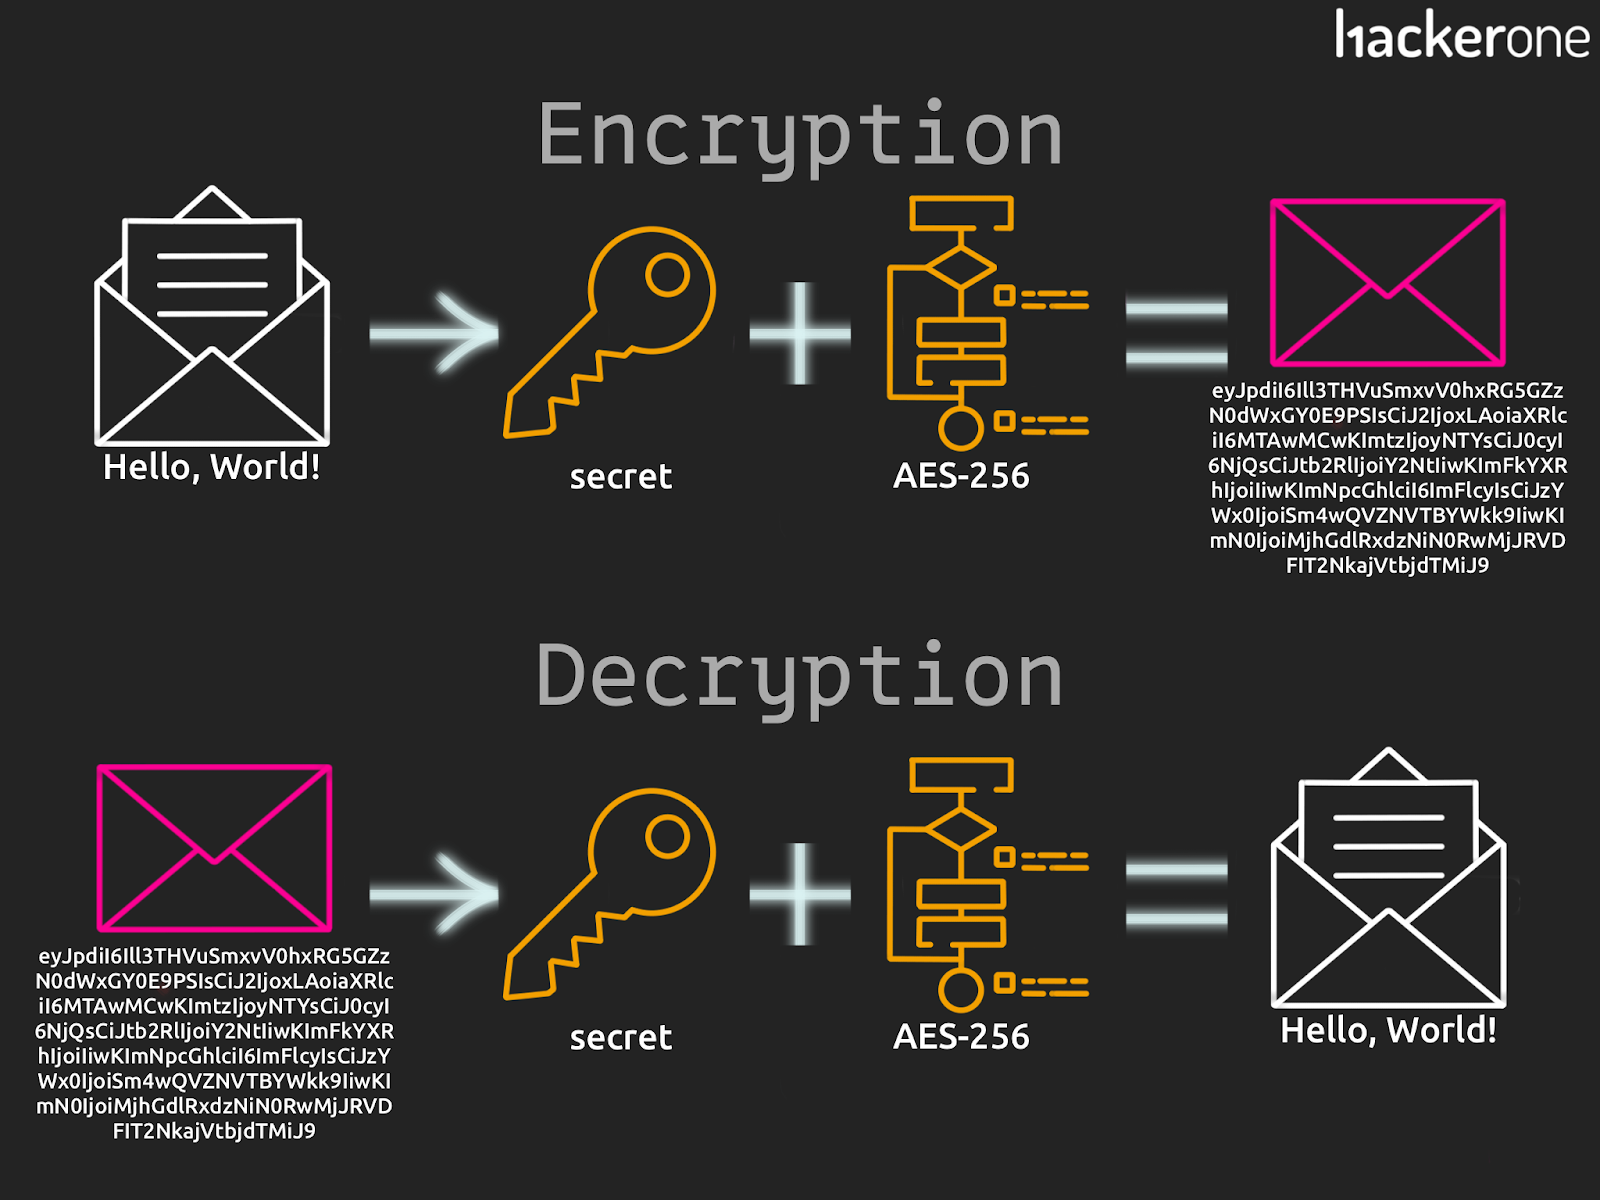 hackerone
Encryption
Hello, World!
secret
AES-256
eyJpdiI6Ill3THVuSmxvV0hxRG5GZz
N0dWxGY0E9PSIsCiJ2IjoxLAoiaXRlc
iI6MTAwMCwKImtzIjoyNTYsCiJ0cyI
6NjQsCiJtb2RlIjoiY2NtIiwKImFkYXR
hIjoiIiwKImNpcGhlciI6ImFlcyIsCiJzY
Wx0IjoiSm4wQVZNVTBYWkk9IiwKI
mN0IjoiMjhGdlRxdzNiN0RwMjJRVD
FIT2NkajVtbjdTMiJ9
Decryption
eyJpdiI6Ill3THVuSmxvV0hxRG5GZz
N0dWxGY0E9PSIsCiJ2IjoxLAoiaXRlc
iI6MTAwMCwKImtzIjoyNTYsCiJ0cyI
6NjQsCiJtb2RlIjoiY2NtIiwKImFkYXR
hIjoiIiwKImNpcGhlciI6ImFlcyIsCiJzY
Wx0IjoiSm4wQVZNVTBYWkk9IiwKI
mN0IjoiMjhGdlRxdzNiN0RwMjJRVD
FIT2NkajVtbjdTMiJ9
secret
AES-256
Hello, World!